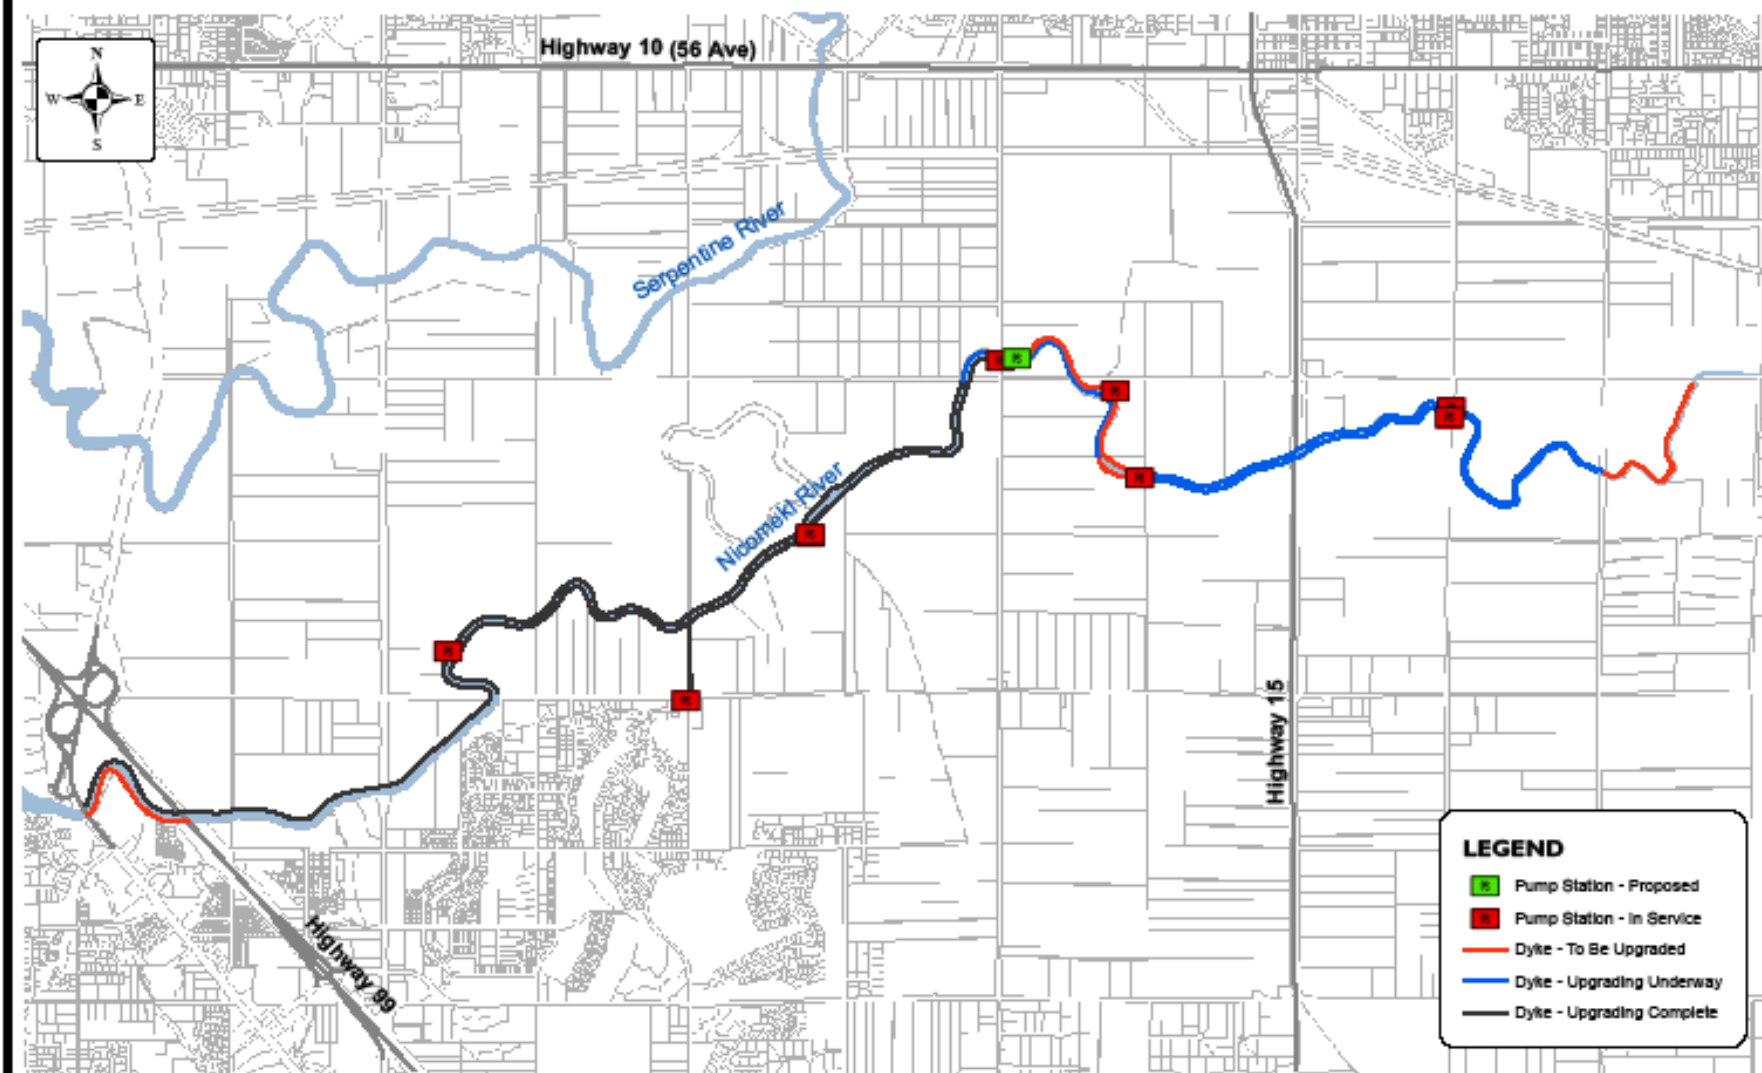 N
W E
S
Highway 10 (56 Ave)
Serpentine River
Nicomekl River
Highway 15
Highway 99
LEGEND
Pump Station - Proposed
Pump Station - In Service
Dyke - To Be Upgraded
Dyke - Upgrading Underway
Dyke - Upgrading Complete